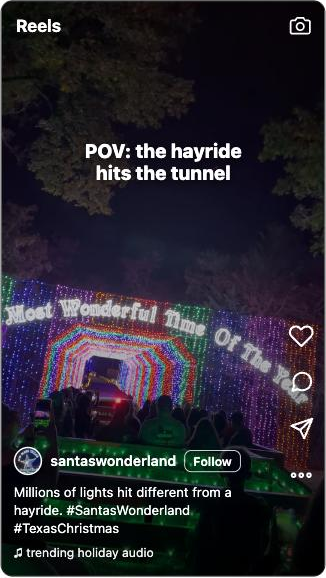 Reels
POV: the hayride
hits the tunnel
Most Wonderful Time Of The Year
santaswonderland
Follow
Millions of lights hit different from a
hayride. #SantasWonderland
#TexasChristmas
♫ trending holiday audio